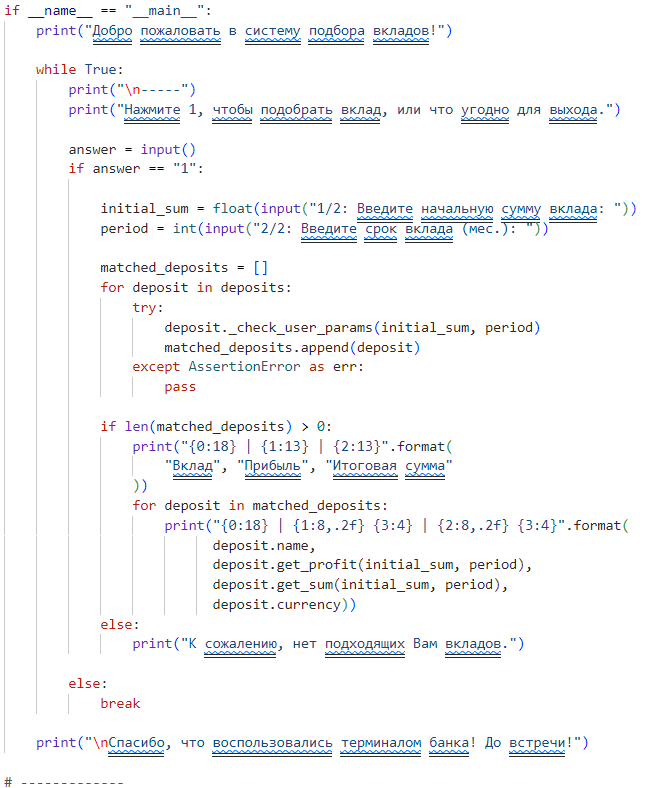 if __name__ == "__main__":
    print("Добро пожаловать в систему подбора вкладов!")

    while True:
        print("\n-----")
        print("Нажмите 1, чтобы подобрать вклад, или что угодно для выхода.")

        answer = input()
        if answer == "1":

            initial_sum = float(input("1/2: Введите начальную сумму вклада: "))
            period = int(input("2/2: Введите срок вклада (мес.): "))

            matched_deposits = []
            for deposit in deposits:
                try:
                    deposit._check_user_params(initial_sum, period)
                    matched_deposits.append(deposit)
                except AssertionError as err:
                    pass

            if len(matched_deposits) > 0:
                print("{0:18} | {1:13} | {2:13}".format(
                    "Вклад", "Прибыль", "Итоговая сумма"
                ))
                for deposit in matched_deposits:
                    print("{0:18} | {1:8,.2f} {3:4} | {2:8,.2f} {3:4}".format(
                          deposit.name,
                          deposit.get_profit(initial_sum, period),
                          deposit.get_sum(initial_sum, period),
                          deposit.currency))
            else:
                print("К сожалению, нет подходящих Вам вкладов.")

        else:
            break

    print("\nСпасибо, что воспользовались терминалом банка! До встречи!")

# -------------